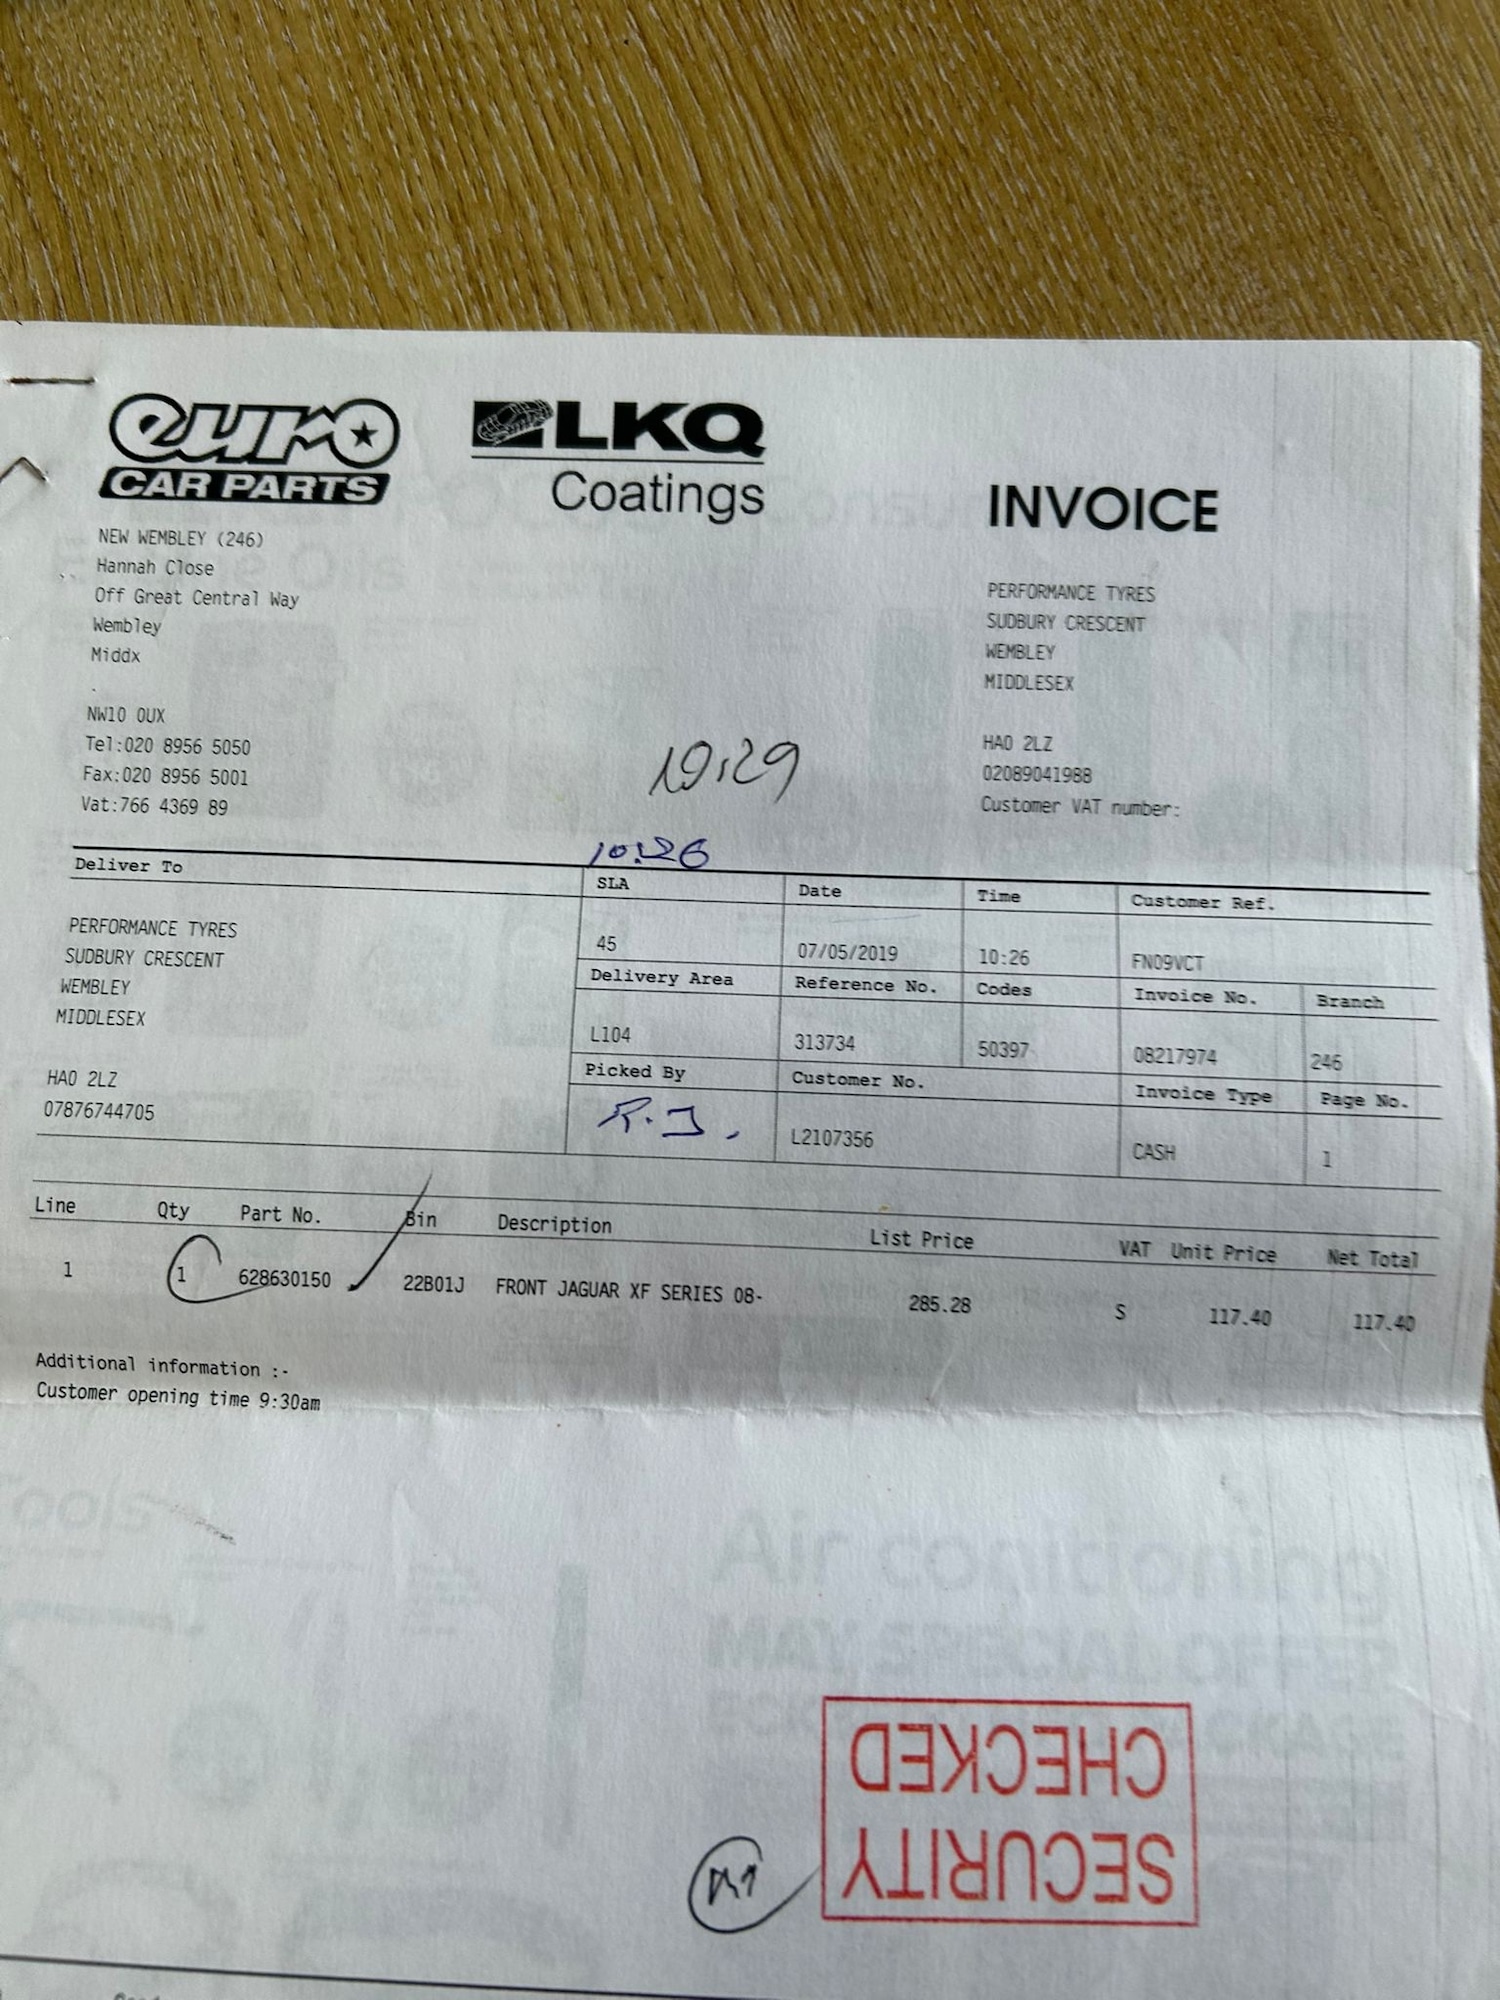 euro
CAR PARTS
LKQ
Coatings
INVOICE
NEW WEMBLEY (246)
Hannah Close
Off Great Central Way
Wembley
Middx
.
NW10 0UX
Tel:020 8956 5050
Fax:020 8956 5001
Vat:766 4369 89
PERFORMANCE TYRES
SUDBURY CRESCENT
WEMBLEY
MIDDLESEX
HA0 2LZ
02089041988
Customer VAT number:
10:29
10:26
Deliver To
PERFORMANCE TYRES
SUDBURY CRESCENT
WEMBLEY
MIDDLESEX
HA0 2LZ
07876744705
SLA Date Time Customer Ref.
45 07/05/2019 10:26 FN09VCT
Delivery Area Reference No. Codes Invoice No. Branch
L104 313734 50397 08217974 246
Picked By Customer No. Invoice Type Page No.
R.J. L2107356 CASH 1
Line Qty Part No. Bin Description List Price VAT Unit Price Net Total
1 1 628630150 22B01J FRONT JAGUAR XF SERIES 08- 285.28 S 117.40 117.40
Additional information :-
Customer opening time 9:30am
Air conditioning
MAY SPECIAL OFFER
SECURITY
CHECKED